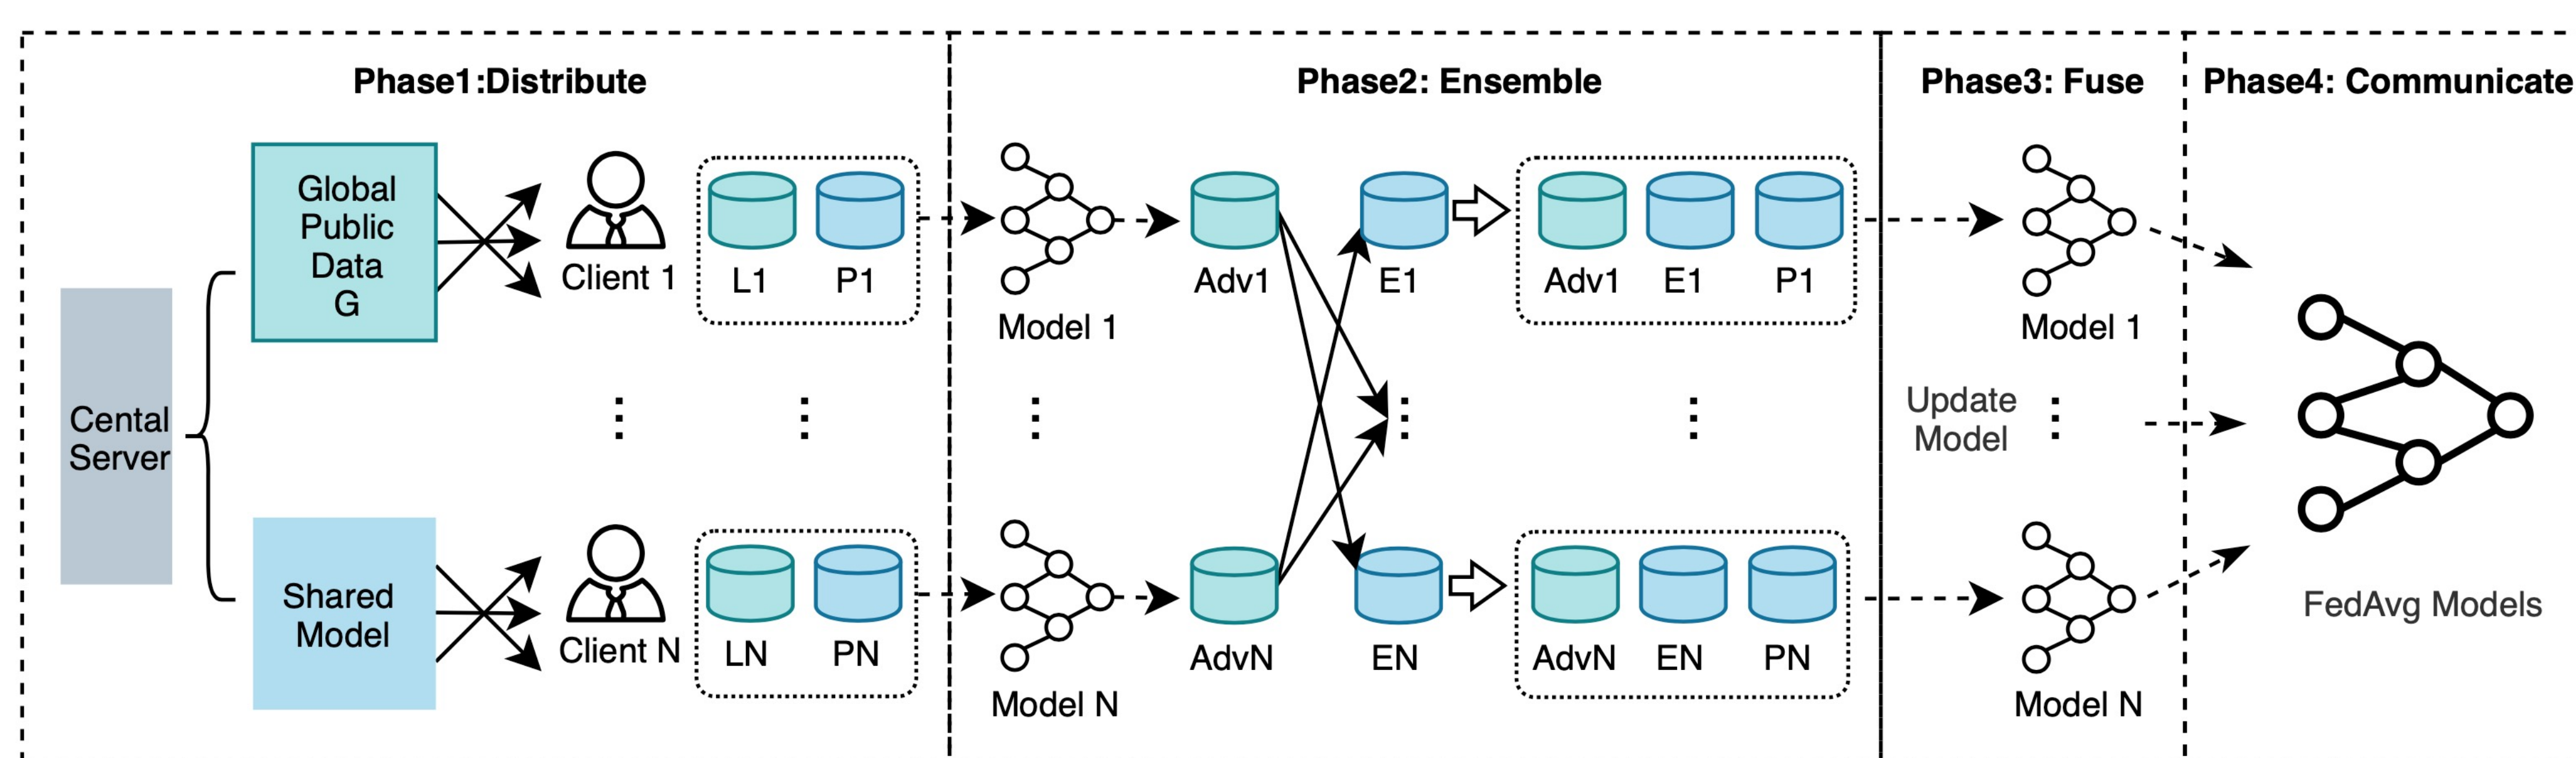 Phase1:Distribute
Phase2: Ensemble
Phase3: Fuse
Phase4: Communicate
Cental
Server
Global
Public
Data
G
Client 1
L1
P1
Model 1
Adv1
E1
Adv1
E1
P1
Model 1
Update
Model
Shared
Model
Client N
LN
PN
Model N
AdvN
EN
AdvN
EN
PN
Model N
FedAvg Models